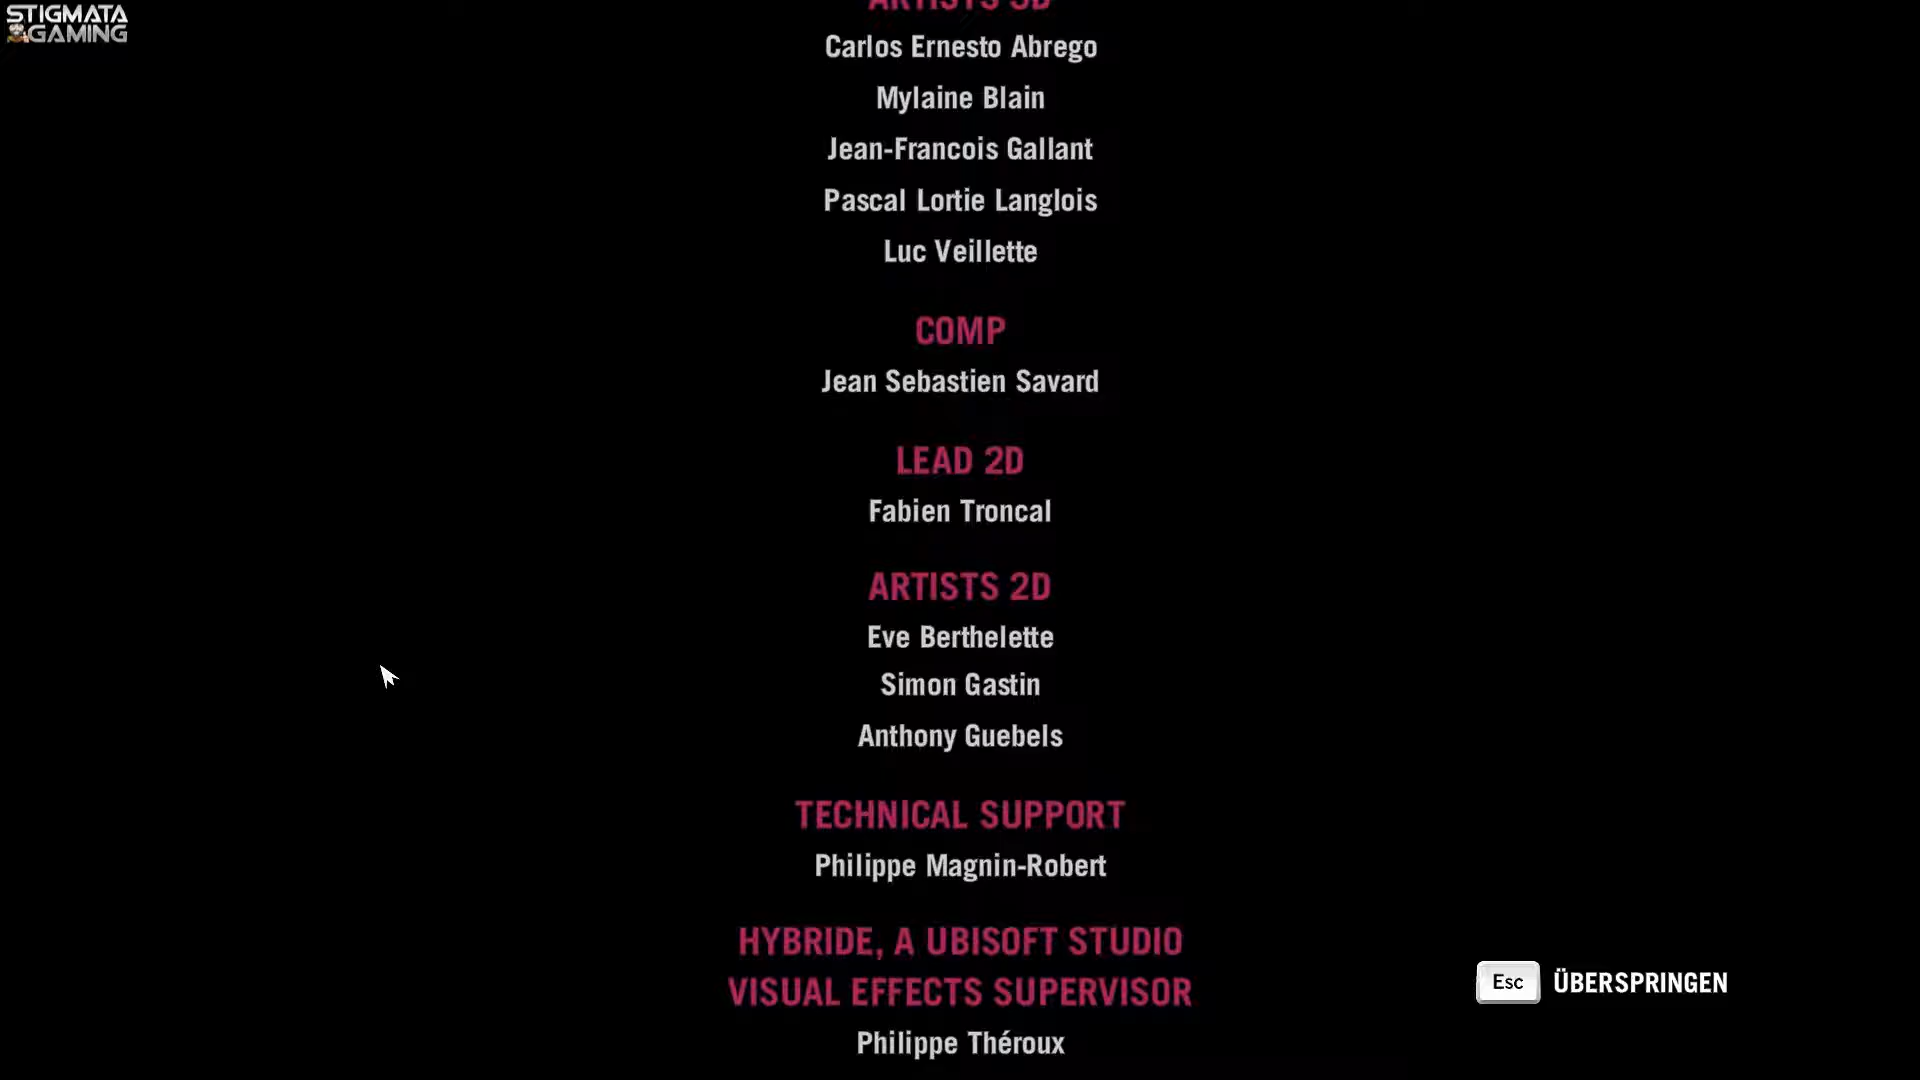 STIGMATA
GAMING
ARTISTS 3D
Carlos Ernesto Abrego
Mylaine Blain
Jean-Francois Gallant
Pascal Lortie Langlois
Luc Veillette
COMP
Jean Sebastien Savard
LEAD 2D
Fabien Troncal
ARTISTS 2D
Eve Berthelette
Simon Gastin
Anthony Guebels
TECHNICAL SUPPORT
Philippe Magnin-Robert
HYBRIDE, A UBISOFT STUDIO
VISUAL EFFECTS SUPERVISOR
Philippe Théroux
Esc ÜBERSPRINGEN